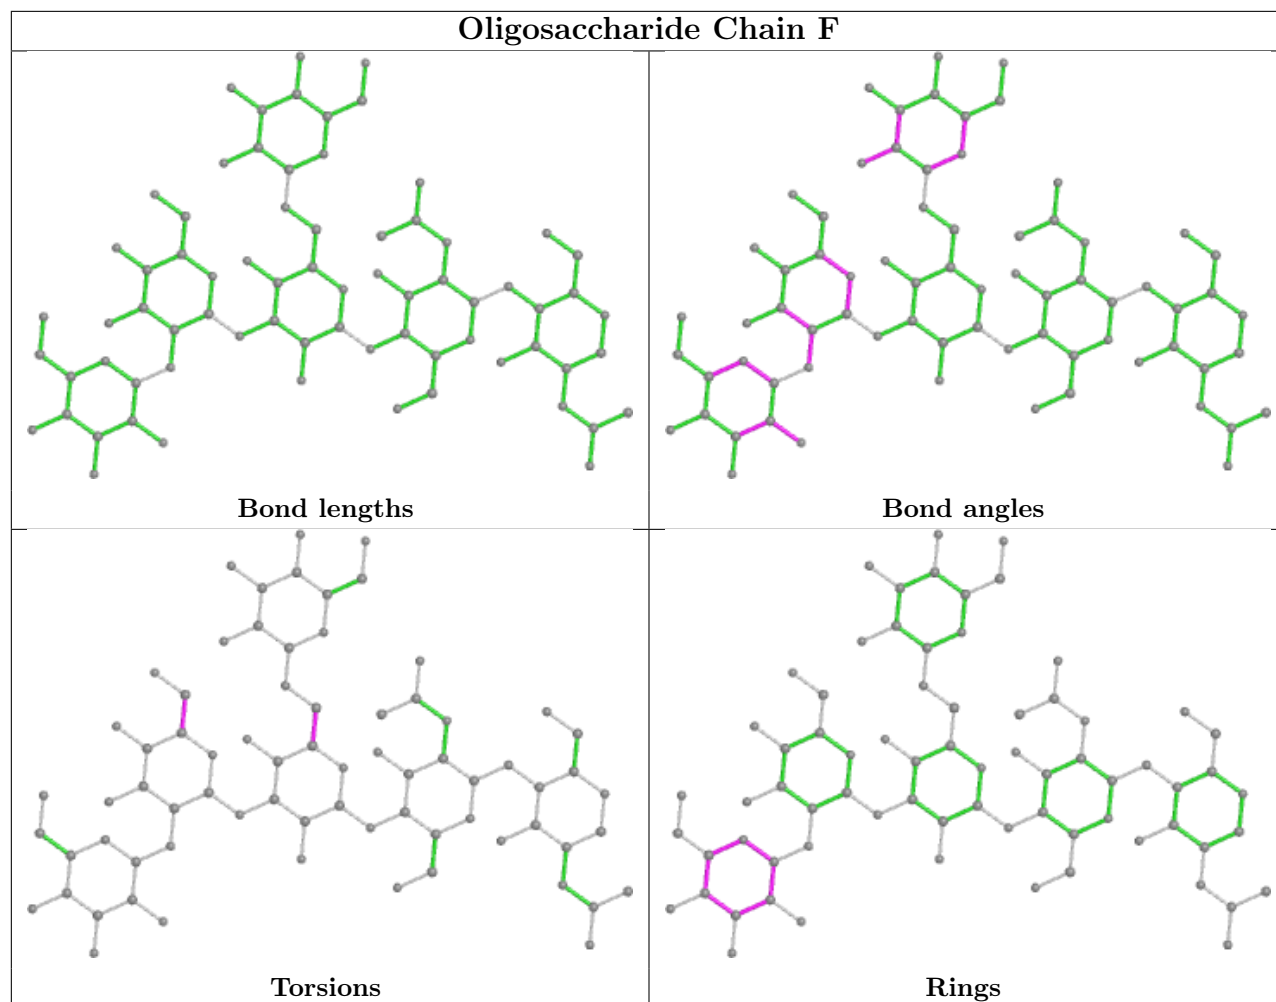 Oligosaccharide Chain F
Bond lengths
Bond angles
Torsions
Rings